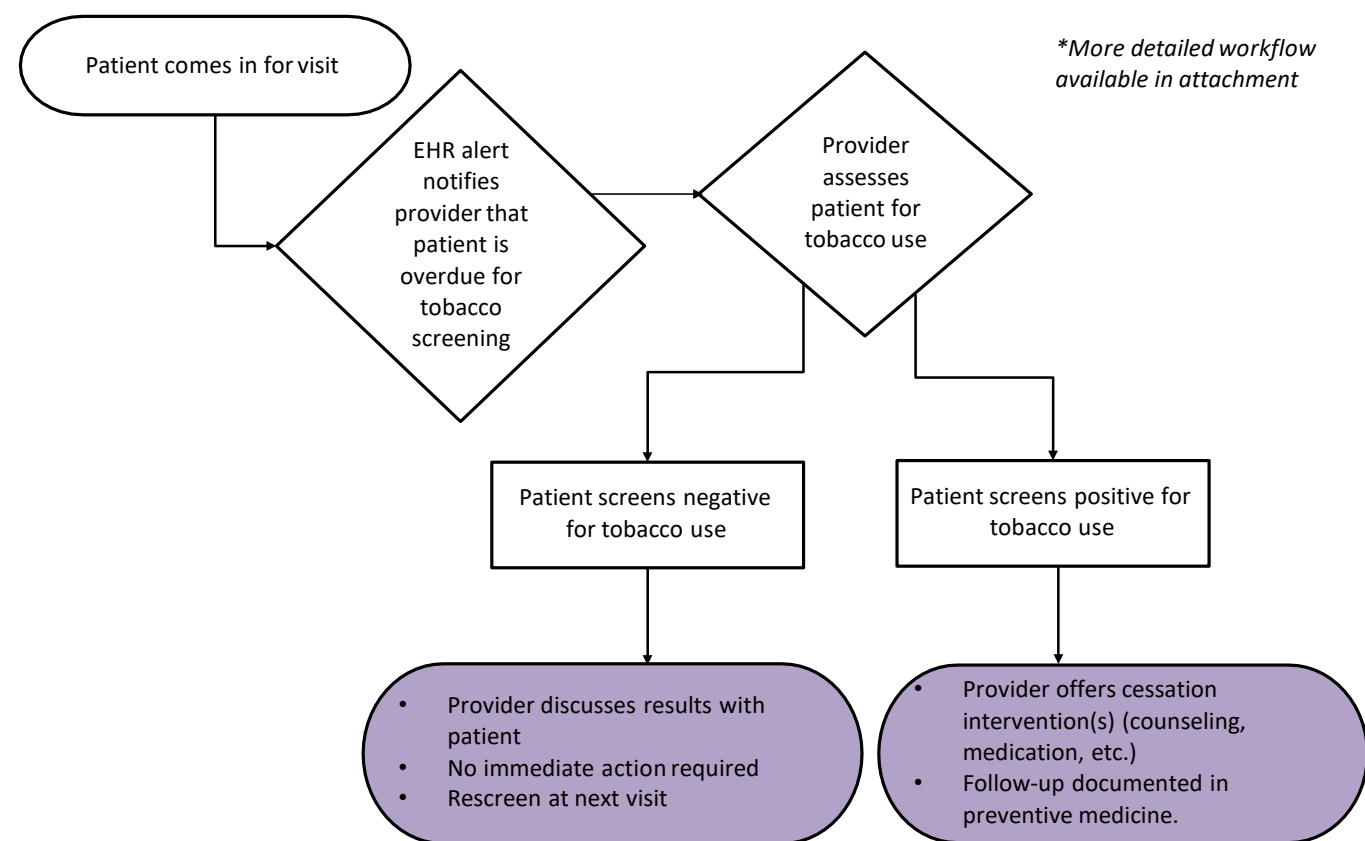 Patient comes in for visit
*More detailed workflow
available in attachment
EHR alert
notifies
provider that
patient is
overdue for
tobacco
screening
Provider
assesses
patient for
tobacco use
Patient screens negative
for tobacco use
Patient screens positive for
tobacco use
• Provider discusses results with
patient
• No immediate action required
• Rescreen at next visit
• Provider offers cessation
intervention(s) (counseling,
medication, etc.)
• Follow-up documented in
preventive medicine.